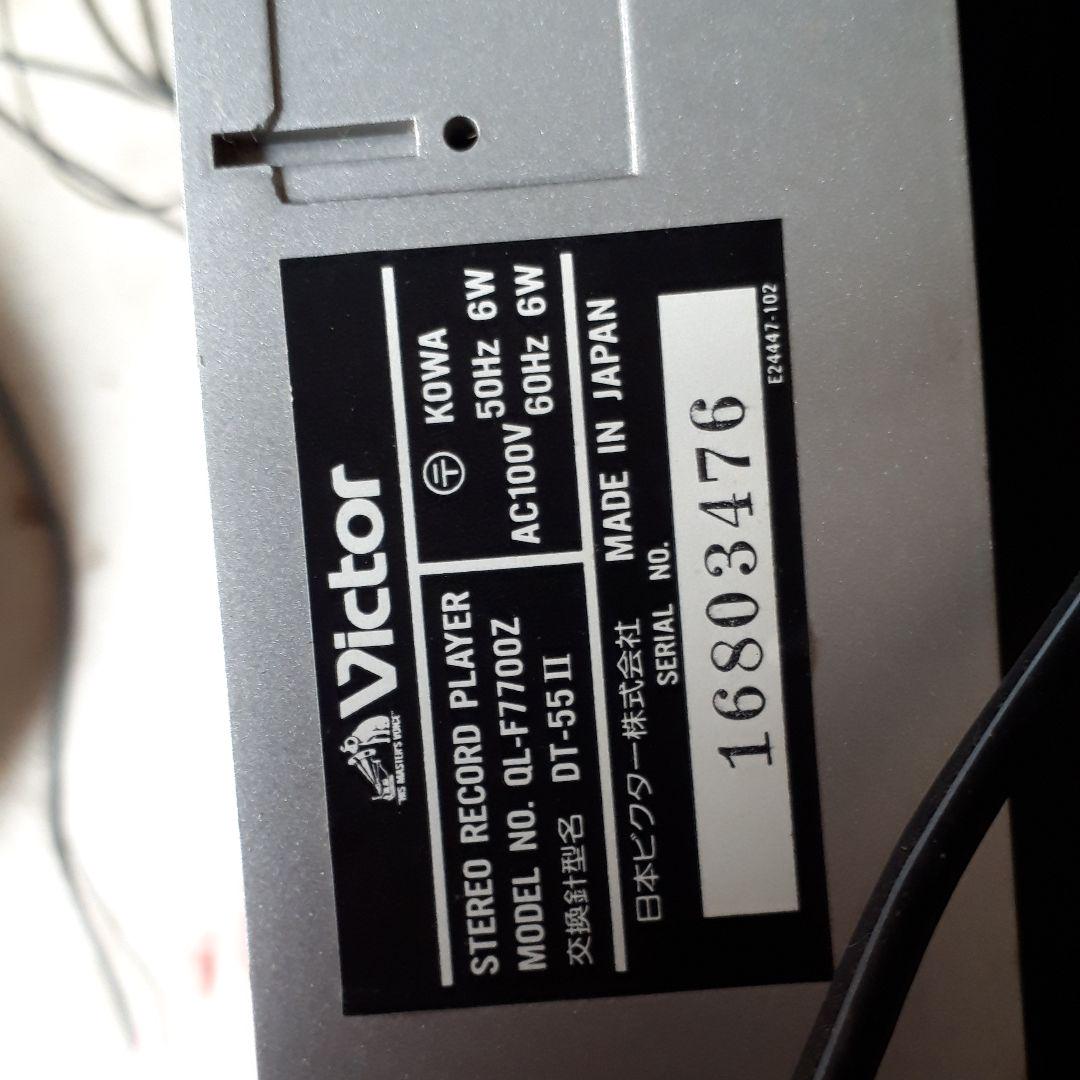 Victor
"HIS MASTER'S VOICE"
STEREO RECORD PLAYER
MODEL NO. QL-F7700Z
交換針型名 DT-55II
〒 KOWA
AC100V 50Hz 6W
60Hz 6W
日本ビクター株式会社 MADE IN JAPAN
SERIAL NO.
16803476
E24447-102